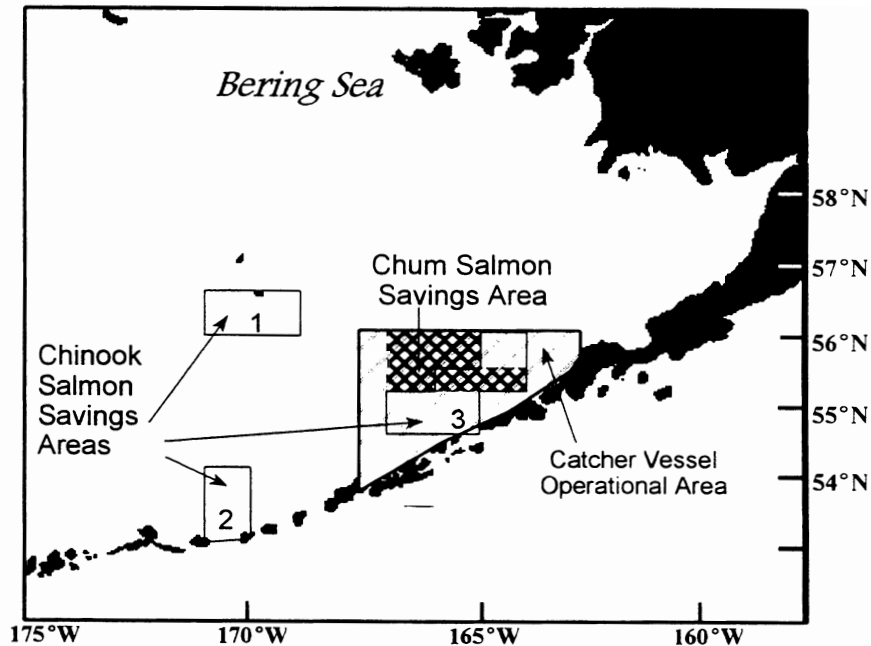 Bering Sea
58°N
57°N
Chum Salmon
Savings Area
1
56°N
Chinook
Salmon
Savings
Areas
3
55°N
Catcher Vessel
Operational Area
54°N
2
175°W
170°W
165°W
160°W